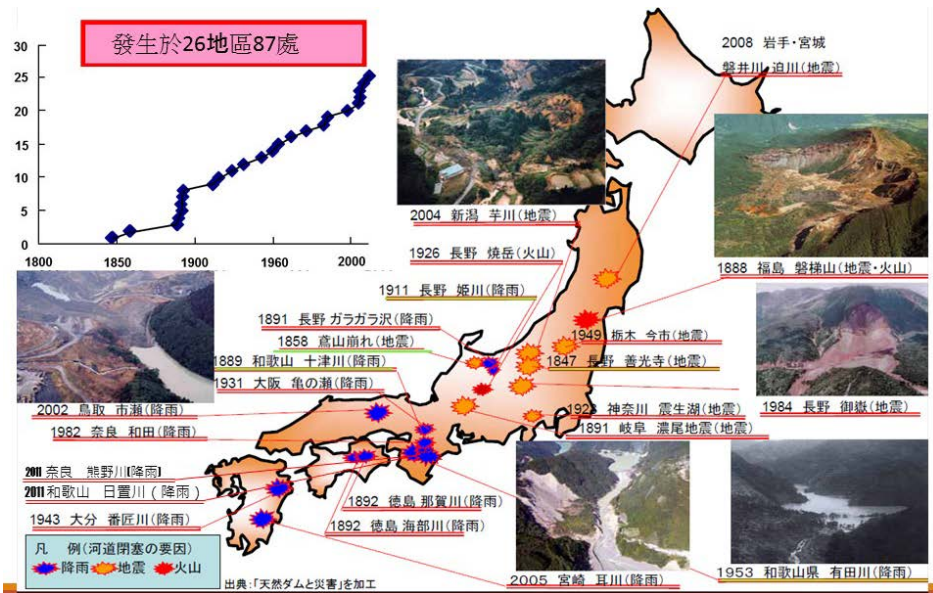 發生於26地區87處
30
25
20
15
10
5
0
1800
1850
1900
1960
2000
2008 岩手・宮城
磐井川 迫川(地震)
2004 新潟 芋川(地震)
1926 長野 焼岳(火山)
1888 福島 磐梯山(地震・火山)
1911 長野 姫川(降雨)
1891 長野 ガラガラ沢(降雨)
1949 栃木 今市(地震)
1858 鳶山崩れ(地震)
1889 和歌山 十津川(降雨)
1847 長野 善光寺(地震)
1931 大阪 亀の瀬(降雨)
2002 鳥取 市瀬(降雨)
1923 神奈川 震生湖(地震)
1984 長野 御嶽(地震)
1982 奈良 和田(降雨)
1891 岐阜 濃尾地震(地震)
2011 奈良 熊野川(降雨)
2011 和歌山 日置川(降雨)
1892 徳島 那賀川(降雨)
1943 大分 番匠川(降雨)
1892 徳島 海部川(降雨)
凡 例(河道閉塞の要因)
降雨 地震 火山
出典:「天然ダムと災害」を加工
2005 宮崎 耳川(降雨)
1953 和歌山県 有田川(降雨)